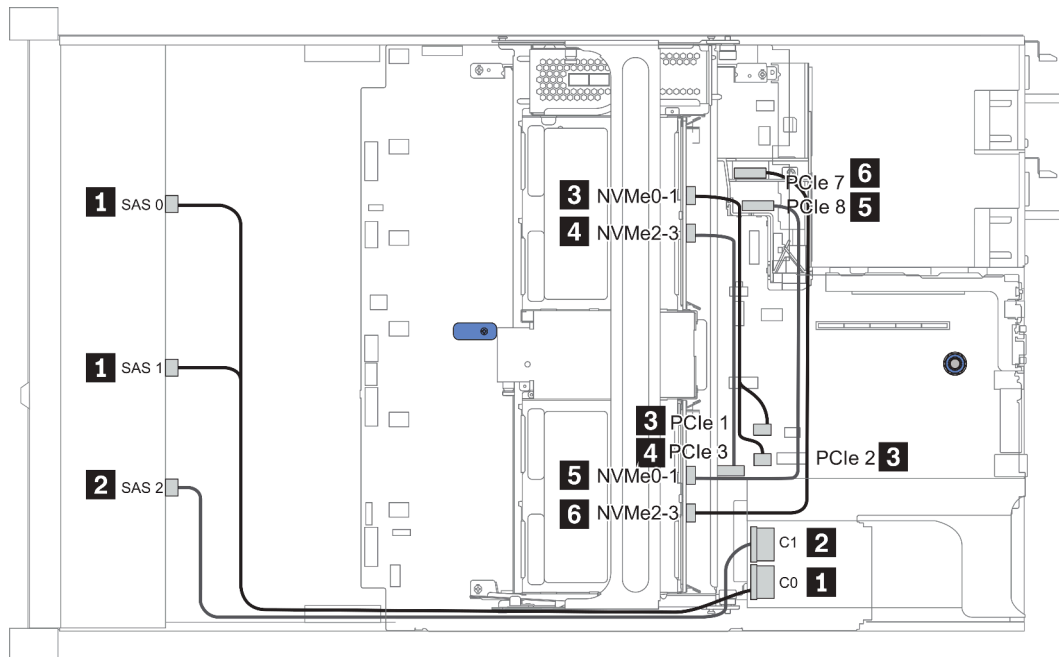 PCIe 7 6
1 SAS 0
3 NVMe0-1
PCIe 8 5
4 NVMe2-3
1 SAS 1
3 PCIe 1
4 PCIe 3
PCIe 2 3
5 NVMe0-1
2 SAS 2
6 NVMe2-3
C1 2
C0 1